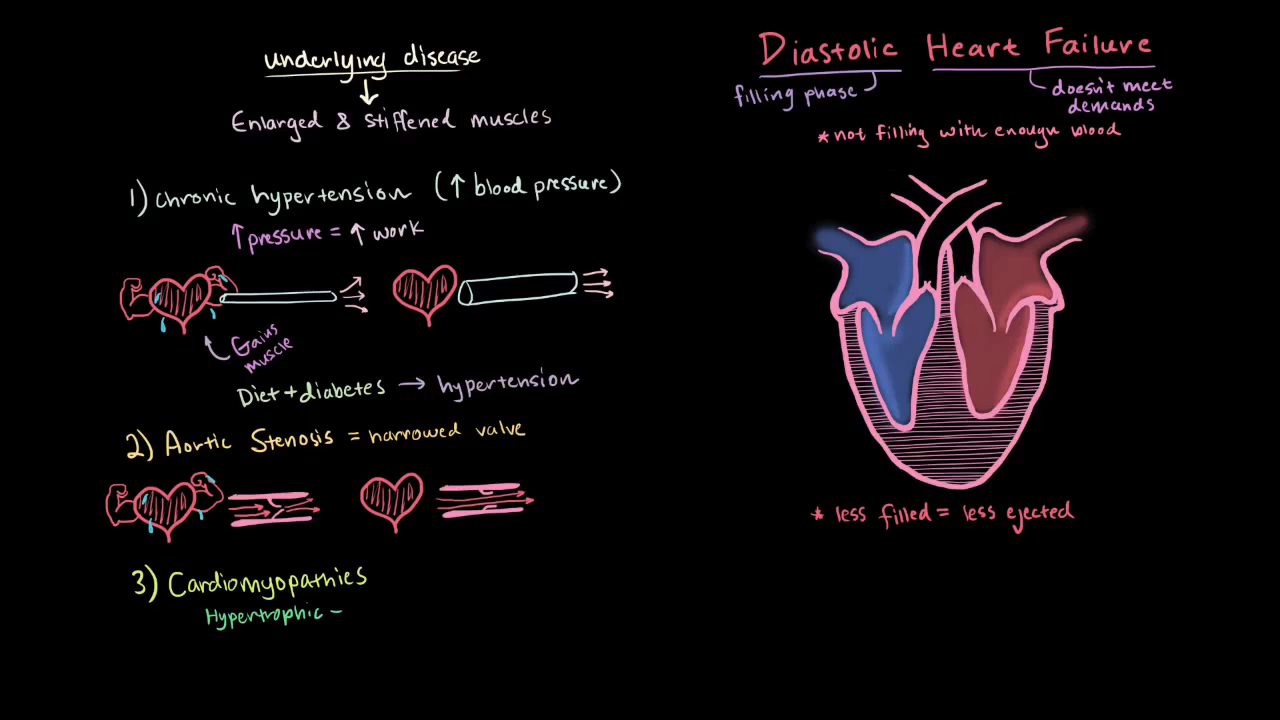 underlying disease
Enlarged & stiffened muscles
1) chronic hypertension (↑ blood pressure)
↑ pressure = ↑ work
Gains
muscle
Diet + diabetes → hypertension
2) Aortic Stenosis = narrowed valve
3) Cardiomyopathies
Hypertrophic -
Diastolic Heart Failure
filling phase
doesn't meet
demands
*not filling with enough blood
* less filled = less ejected